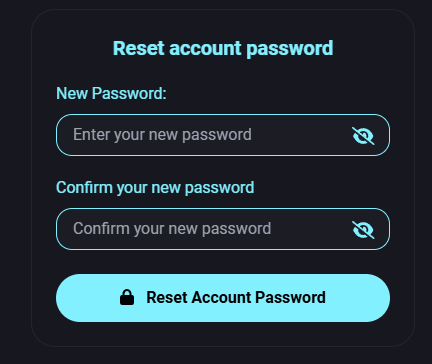 Reset account password
New Password:
Enter your new password
Confirm your new password
Confirm your new password
Reset Account Password